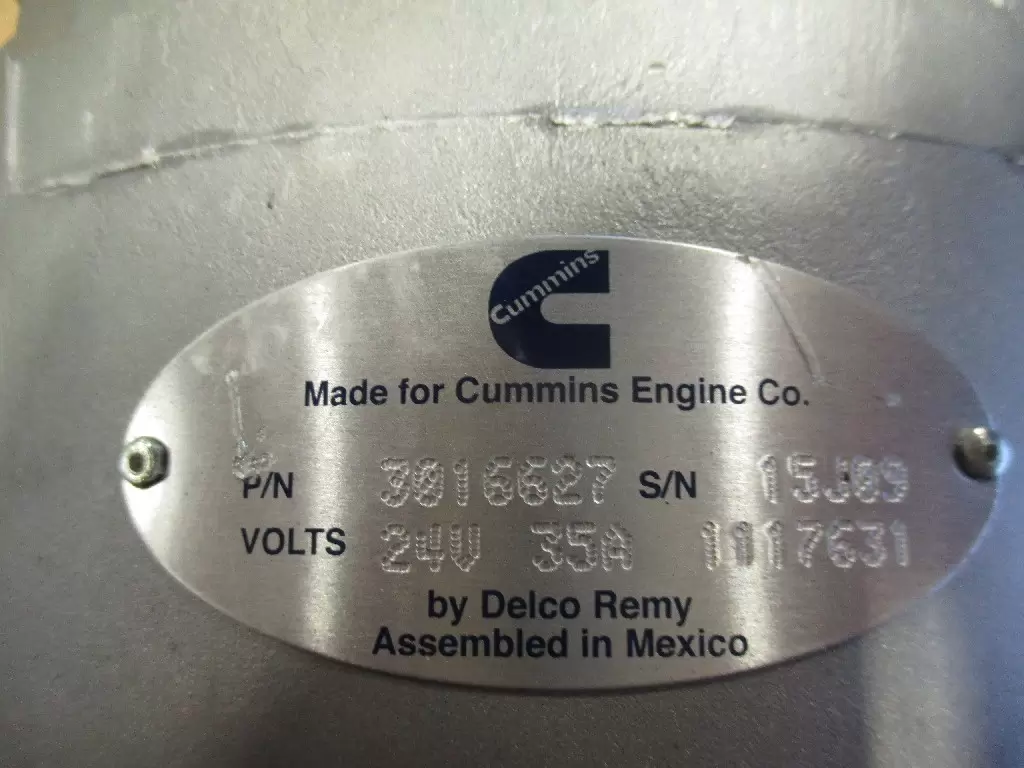 Cummins
Made for Cummins Engine Co.
P/N 3016627 S/N 15J09
VOLTS 24V 35A 1117631
by Delco Remy
Assembled in Mexico